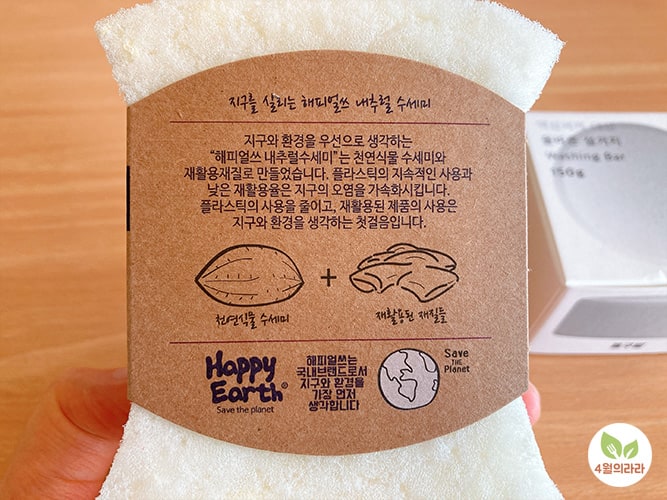 지구를 살리는 해피얼쓰 내추럴 수세미
지구와 환경을 우선으로 생각하는
“해피얼쓰 내추럴수세미”는 천연식물 수세미와
재활용재질로 만들었습니다. 플라스틱의 지속적인 사용과
낮은 재활용율은 지구의 오염을 가속화시킵니다.
플라스틱의 사용을 줄이고, 재활용된 제품의 사용은
지구와 환경을 생각하는 첫걸음입니다.
+
천연식물 수세미
재활용된 재질들
Happy
Earth®
Save the planet
해피얼쓰는
국내브랜드로서
지구와 환경을
가장 먼저
생각합니다
Save
THE
Planet
Washing Bar
150g
4월의라라